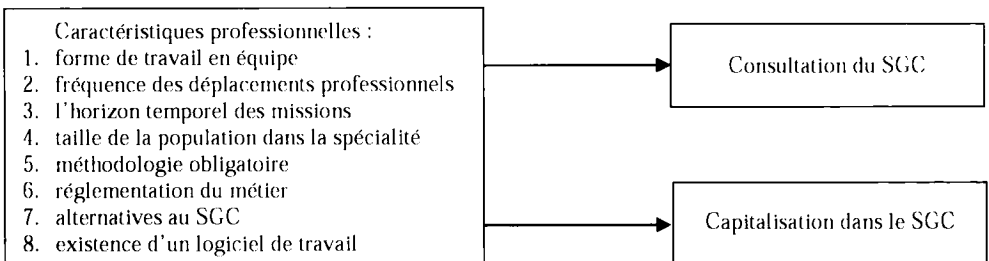 Caractéristiques professionnelles :
1. forme de travail en équipe
2. fréquence des déplacements professionnels
3. l'horizon temporel des missions
4. taille de la population dans la spécialité
5. méthodologie obligatoire
6. réglementation du métier
7. alternatives au SGC
8. existence d'un logiciel de travail
Consultation du SGC
Capitalisation dans le SGC